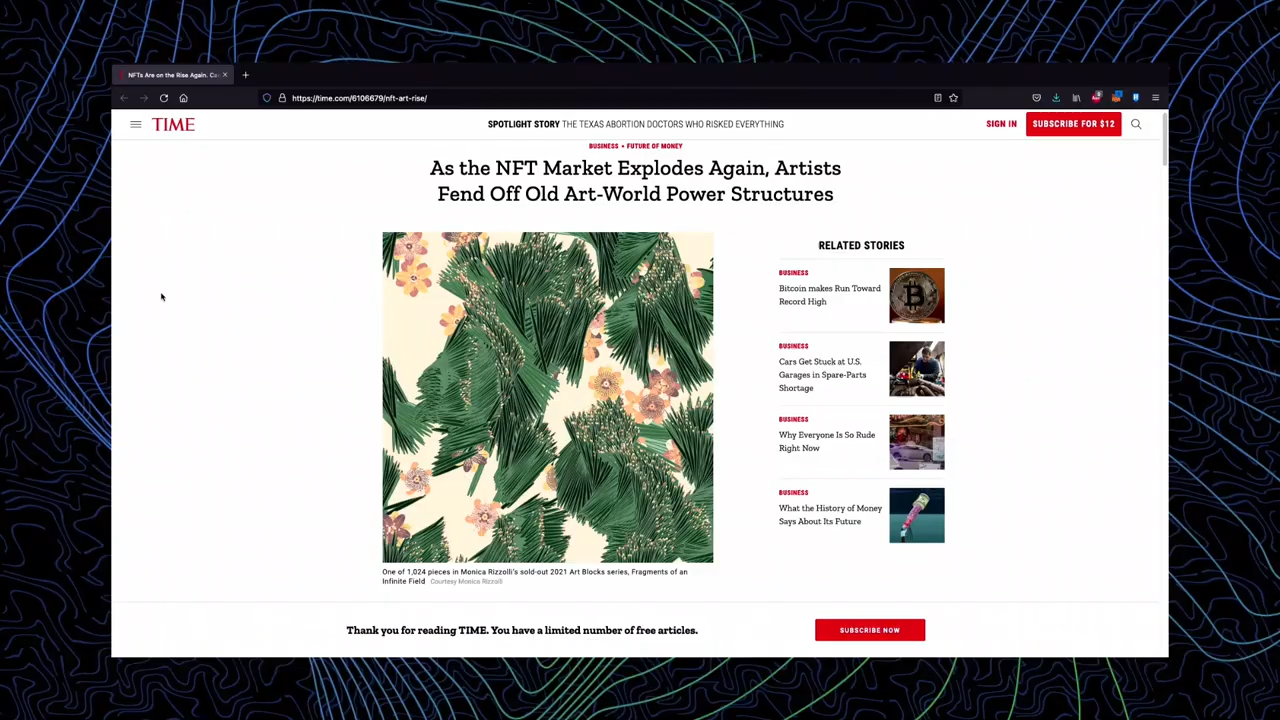 NFTs Are on the Rise Again. Ca
https://time.com/6106679/nft-art-rise/
TIME
SPOTLIGHT STORY THE TEXAS ABORTION DOCTORS WHO RISKED EVERYTHING
SIGN IN
SUBSCRIBE FOR $12
BUSINESS • FUTURE OF MONEY
As the NFT Market Explodes Again, Artists
Fend Off Old Art-World Power Structures
RELATED STORIES
BUSINESS
Bitcoin makes Run Toward
Record High
BUSINESS
Cars Get Stuck at U.S.
Garages in Spare-Parts
Shortage
BUSINESS
Why Everyone Is So Rude
Right Now
BUSINESS
What the History of Money
Says About Its Future
One of 1,024 pieces in Monica Rizzolli's sold-out 2021 Art Blocks series, Fragments of an
Infinite Field Courtesy Monica Rizzolli
Thank you for reading TIME. You have a limited number of free articles.
SUBSCRIBE NOW